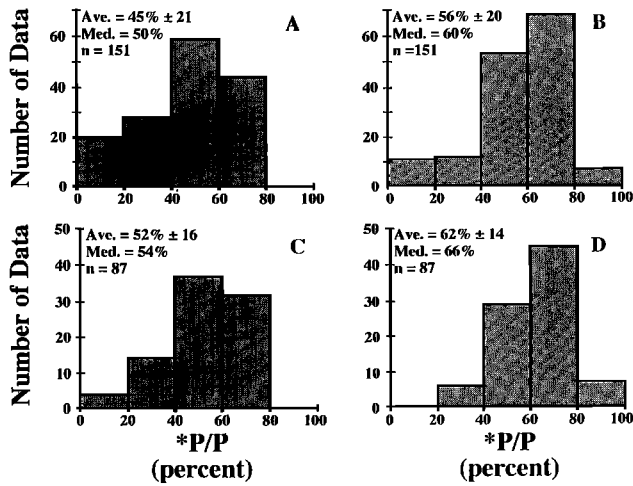 Ave. = 45% ± 21
Med. = 50%
n = 151
A
Number of Data
60
40
20
0
0 20 40 60 80 100
Ave. = 56% ± 20
Med. = 60%
n =151
B
60
40
20
0
0 20 40 60 80 100
Ave. = 52% ± 16
Med. = 54%
n = 87
C
Number of Data
50
40
30
20
10
0
0 20 40 60 80 100
*P/P
(percent)
Ave. = 62% ± 14
Med. = 66%
n = 87
D
50
40
30
20
10
0
0 20 40 60 80 100
*P/P
(percent)